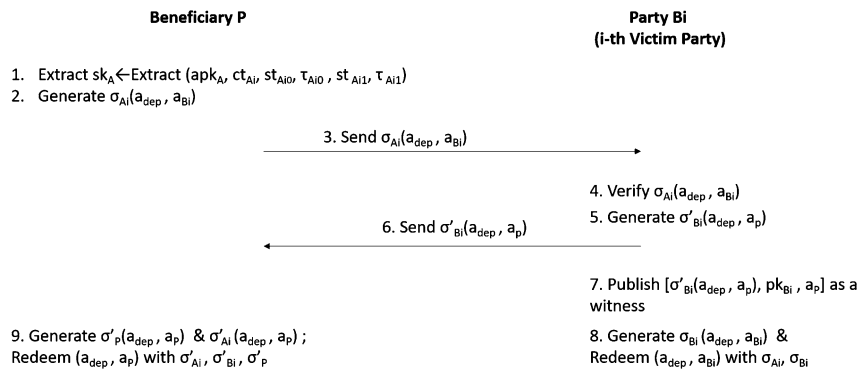 Beneficiary P
Party Bi
(i-th Victim Party)
1. Extract skA←Extract (apkA, ctAi, stAi0, τAi0 , st Ai1, τ Ai1)
2. Generate σAi(adep , aBi)
3. Send σAi(adep , aBi)
4. Verify σAi(adep , aBi)
5. Generate σ’Bi(adep , ap)
6. Send σ’Bi(adep , ap)
7. Publish [σ’Bi(adep , ap), pkBi , aP] as a
witness
9. Generate σ’P(adep , aP) & σ’Ai (adep , aP) ;
Redeem (adep , aP) with σ’Ai , σ’Bi , σ’P
8. Generate σBi (adep , aBi) &
Redeem (adep , aBi) with σAi, σBi